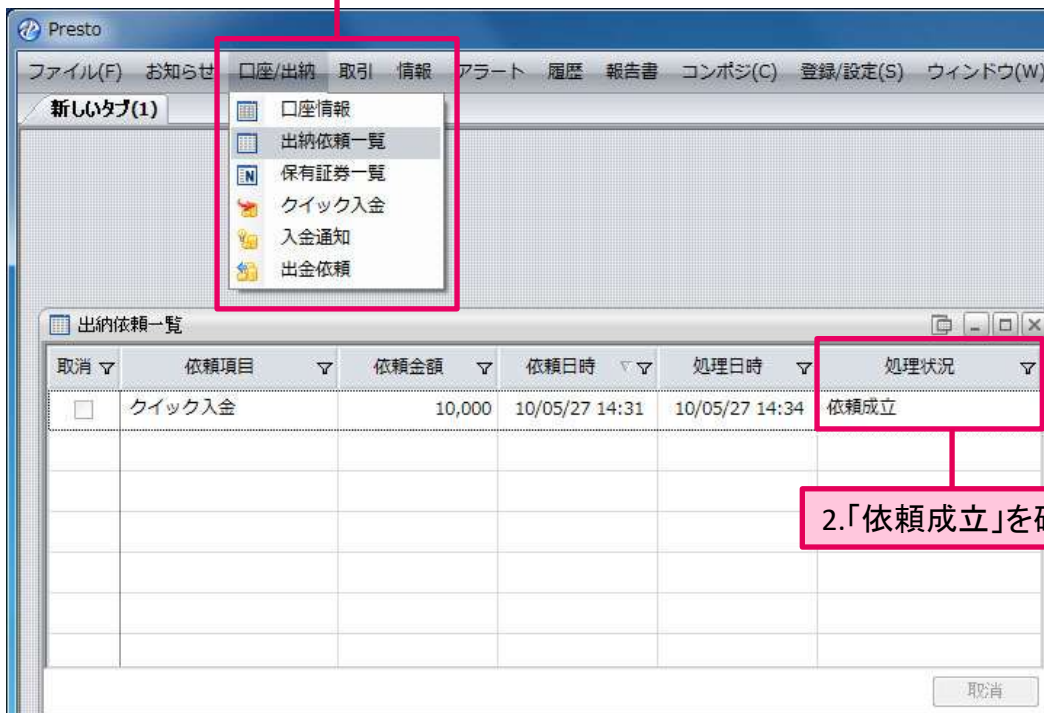 Presto
ファイル(F) お知らせ 口座/出納 取引 情報 アラート 履歴 報告書 コンポジ(C) 登録/設定(S) ウィンドウ(W)
新しいタブ(1)
口座情報
出納依頼一覧
保有証券一覧
クイック入金
入金通知
出金依頼
出納依頼一覧
取消 依頼項目 依頼金額 依頼日時 処理日時 処理状況
クイック入金 10,000 10/05/27 14:31 10/05/27 14:34 依頼成立
2.「依頼成立」を
取消